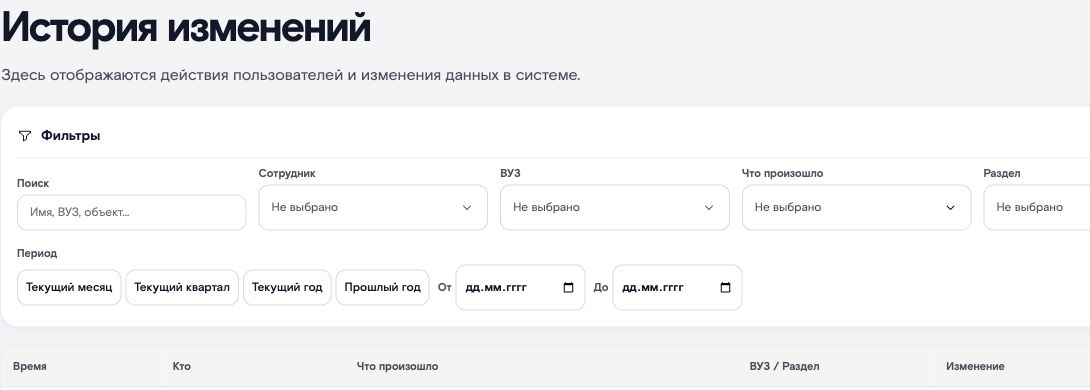 История изменений
Здесь отображаются действия пользователей и изменения данных в системе.
Фильтры
Поиск
Сотрудник
ВУЗ
Что произошло
Раздел
Имя, ВУЗ, объект...
Не выбрано
Не выбрано
Не выбрано
Не выбрано
Период
Текущий месяц Текущий квартал Текущий год Прошлый год От дд.мм.гггг До дд.мм.гггг
Время Кто Что произошло ВУЗ / Раздел Изменение